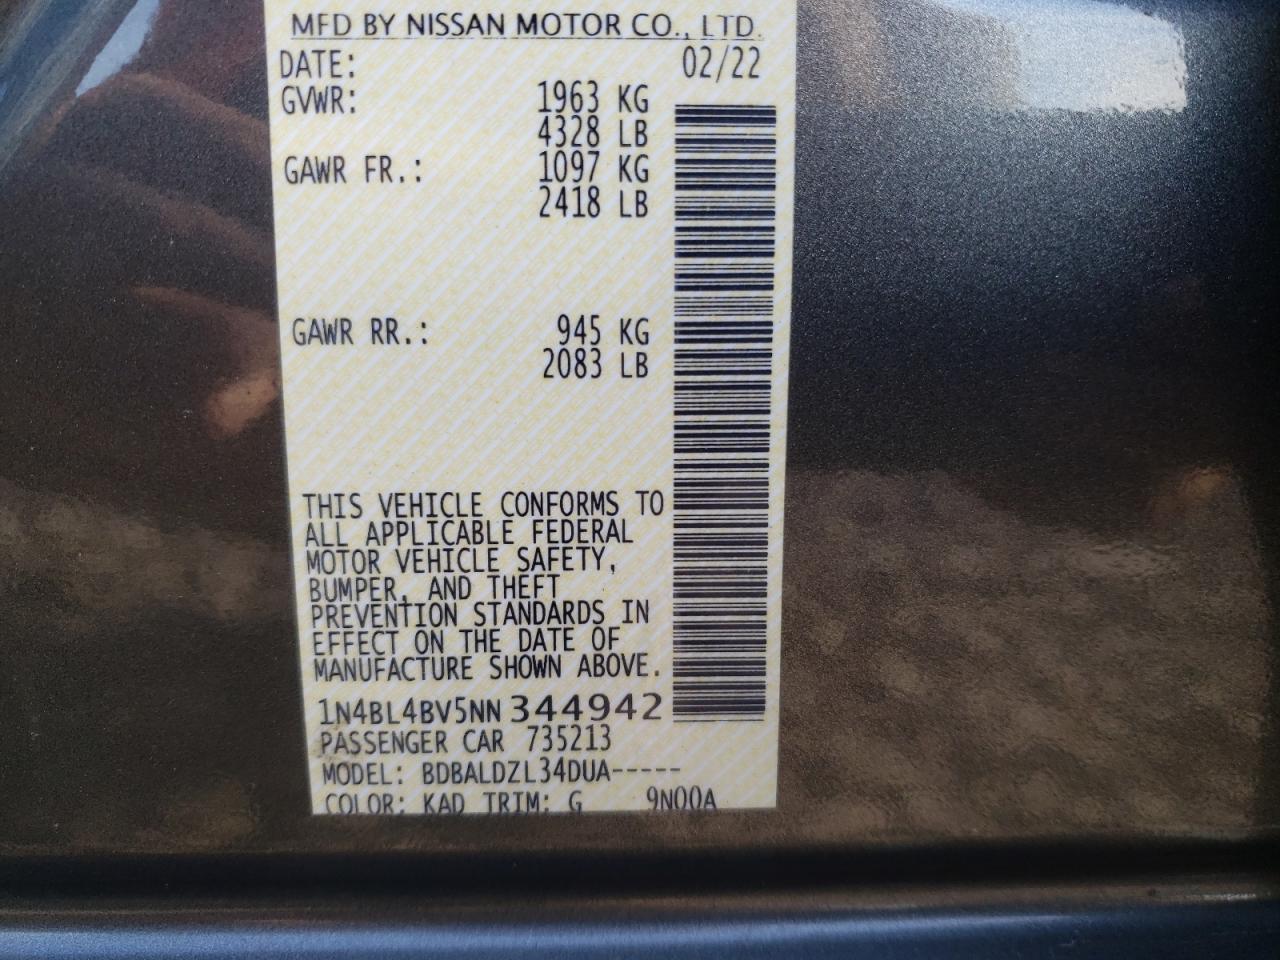 MFD BY NISSAN MOTOR CO., LTD.
DATE: 02/22
GVWR: 1963 KG
4328 LB
GAWR FR.: 1097 KG
2418 LB
GAWR RR.: 945 KG
2083 LB
THIS VEHICLE CONFORMS TO
ALL APPLICABLE FEDERAL
MOTOR VEHICLE SAFETY,
BUMPER, AND THEFT
PREVENTION STANDARDS IN
EFFECT ON THE DATE OF
MANUFACTURE SHOWN ABOVE.
1N4BL4BV5NN344942
PASSENGER CAR 735213
MODEL: BDBALDZL34DUA-----
COLOR: KAD TRIM: G 9N00A